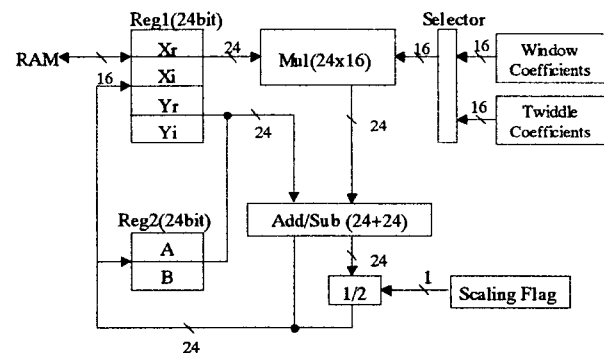 Reg1(24bit)
Selector
RAM
16
Xr
Xi
Yr
Yi
24
Mul(24x16)
16
16
Window
Coefficients
16
Twiddle
Coefficients
24
24
Reg2(24bit)
A
B
Add/Sub (24+24)
24
1/2
1
Scaling Flag
24